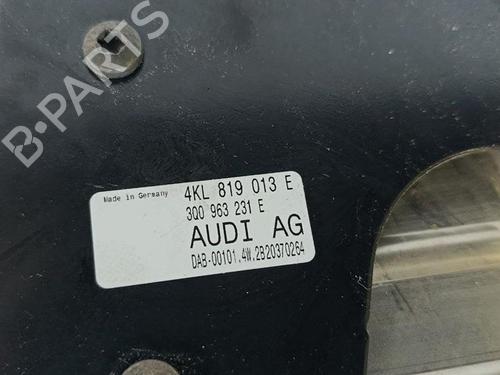 B-PARTS
Made in Germany 4KL 819 013 E
3Q0 963 231 E
AUDI AG
DAB-00101.4W.2B20370264